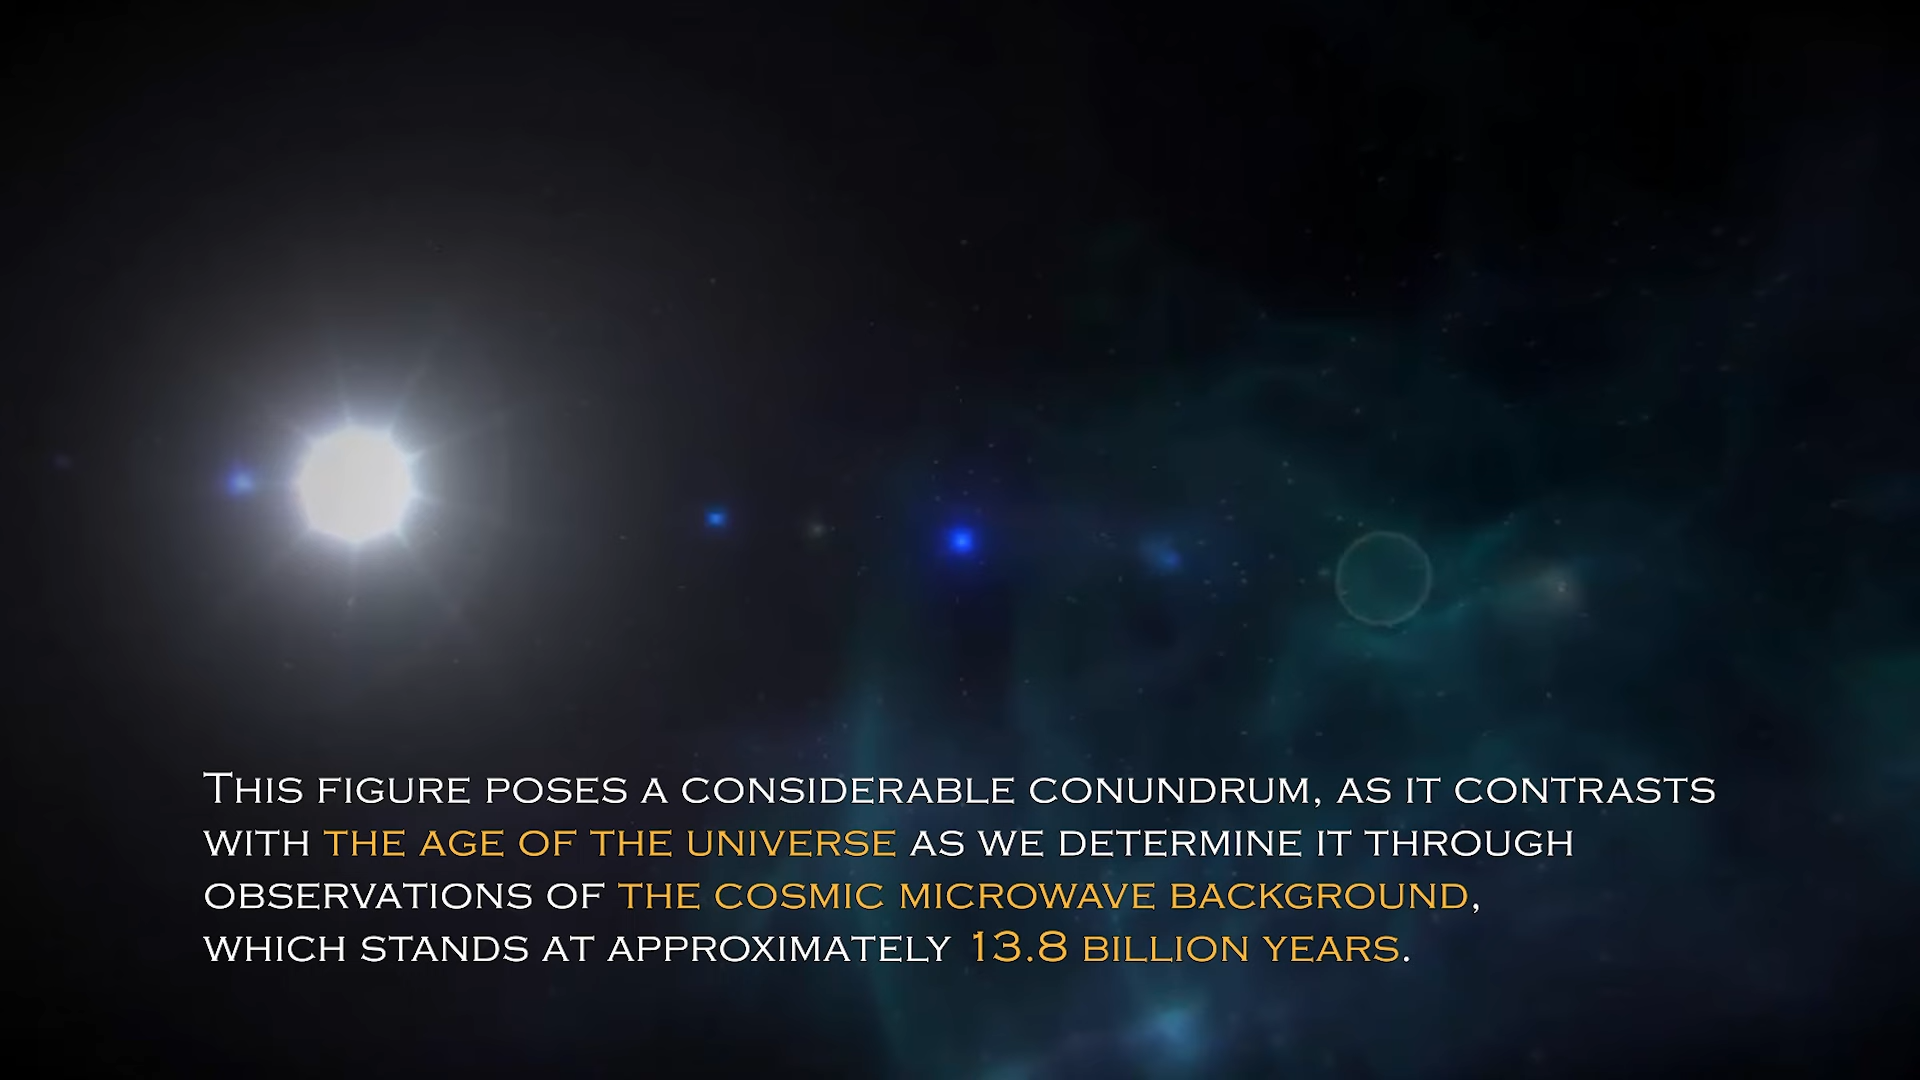 This figure poses a considerable conundrum, as it contrasts
with the age of the universe as we determine it through
observations of the cosmic microwave background,
which stands at approximately 13.8 billion years.